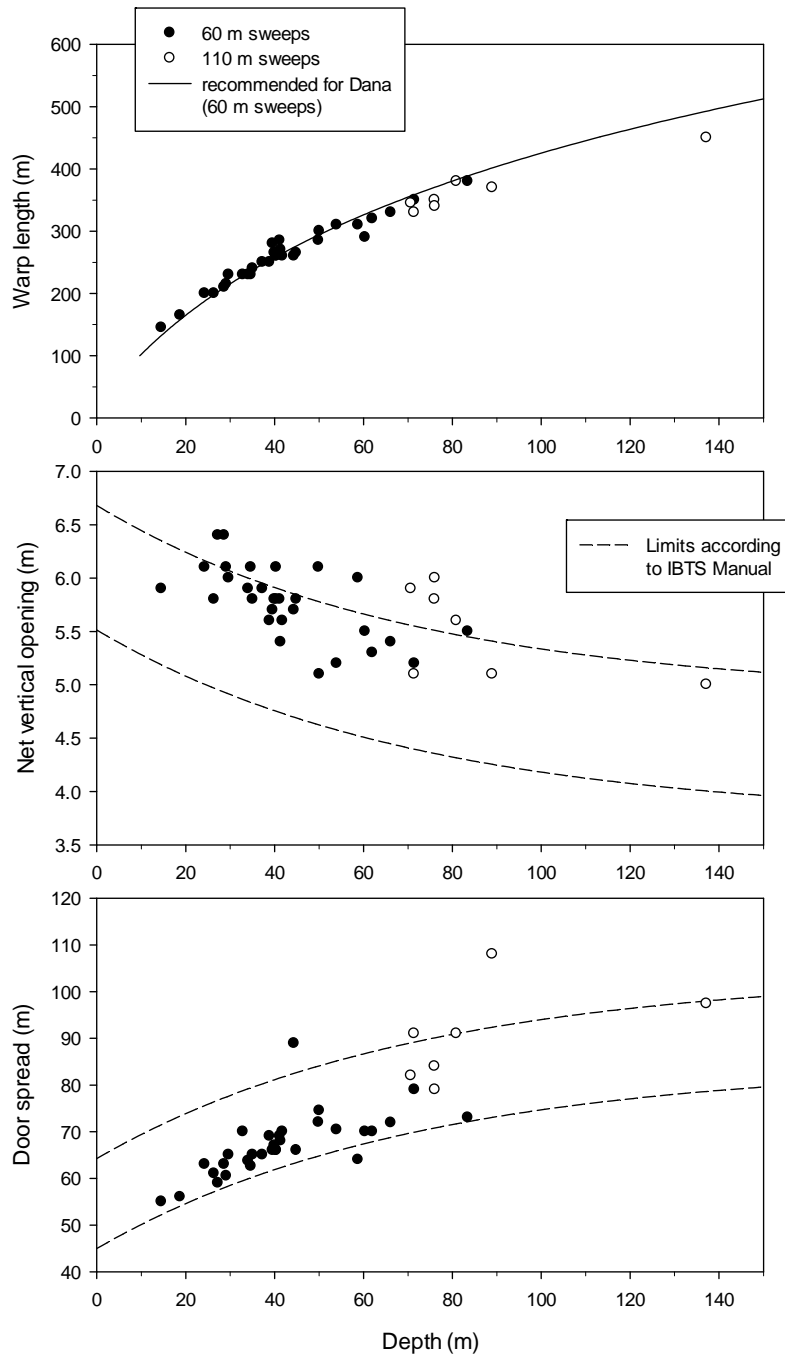 60 m sweeps
110 m sweeps
recommended for Dana
(60 m sweeps)
600
500
400
300
200
100
0
Warp length (m)
0 20 40 60 80 100 120 140
7.0
6.5
6.0
5.5
5.0
4.5
4.0
3.5
Net vertical opening (m)
Limits according
to IBTS Manual
0 20 40 60 80 100 120 140
120
110
100
90
80
70
60
50
40
Door spread (m)
0 20 40 60 80 100 120 140
Depth (m)